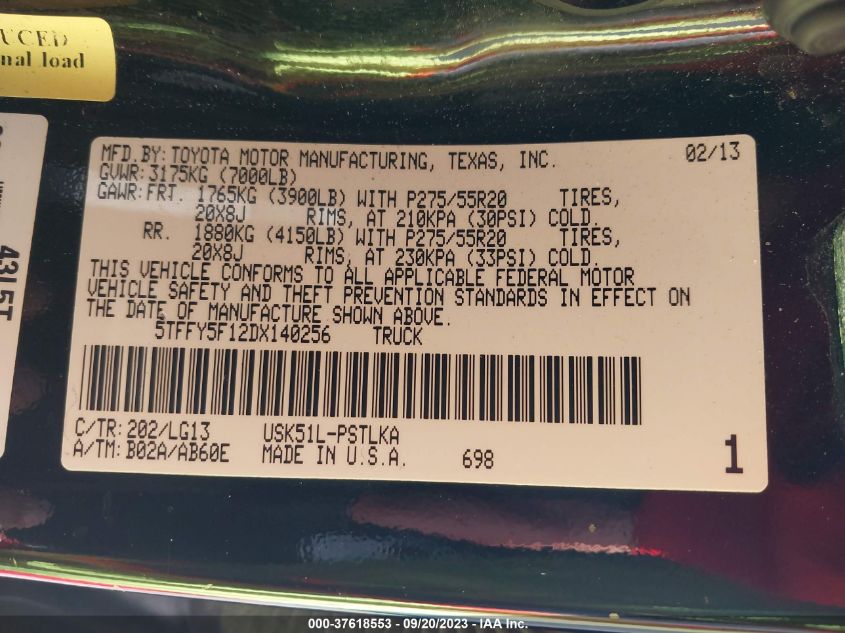 UCED
nal load
43L5T
MFD.BY: TOYOTA MOTOR MANUFACTURING, TEXAS, INC. 02/13
GVWR: 3175KG (7000LB)
GAWR: FRT. 1765KG (3900LB) WITH P275/55R20 TIRES,
20X8J RIMS, AT 210KPA (30PSI) COLD.
RR. 1880KG (4150LB) WITH P275/55R20 TIRES,
20X8J RIMS, AT 230KPA (33PSI) COLD.
THIS VEHICLE CONFORMS TO ALL APPLICABLE FEDERAL MOTOR
VEHICLE SAFETY AND THEFT PREVENTION STANDARDS IN EFFECT ON
THE DATE OF MANUFACTURE SHOWN ABOVE.
5TFFY5F12DX140256 TRUCK
C/TR: 202/LG13 USK51L-PSTLKA
A/TM: B02A/AB60E MADE IN U.S.A. 698 1
000-37618553 - 09/20/2023 - IAA Inc.